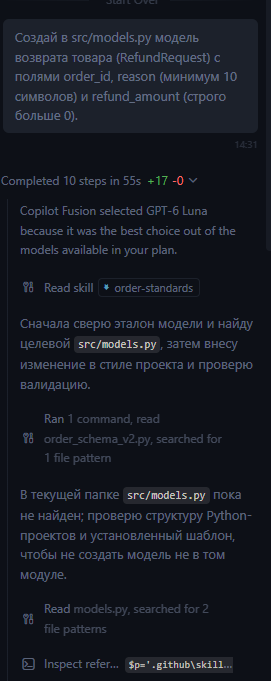 Start Over
Создай в src/models.py модель
возврата товара (RefundRequest) с
полями order_id, reason (минимум 10
символов) и refund_amount (строго
больше 0).
14:31
Completed 10 steps in 55s +17 -0
Copilot Fusion selected GPT-6 Luna
because it was the best choice out of the
models available in your plan.
Read skill order-standards
Сначала сверю эталон модели и найду
целевой src/models.py, затем внесу
изменение в стиле проекта и проверю
валидацию.
Ran 1 command, read
order_schema_v2.py, searched for
1 file pattern
В текущей папке src/models.py пока
не найден; проверю структуру Python-
проектов и установленный шаблон,
чтобы не создать модель не в том
модуле.
Read models.py, searched for 2
file patterns
Inspect refer... $p='.github\skill...